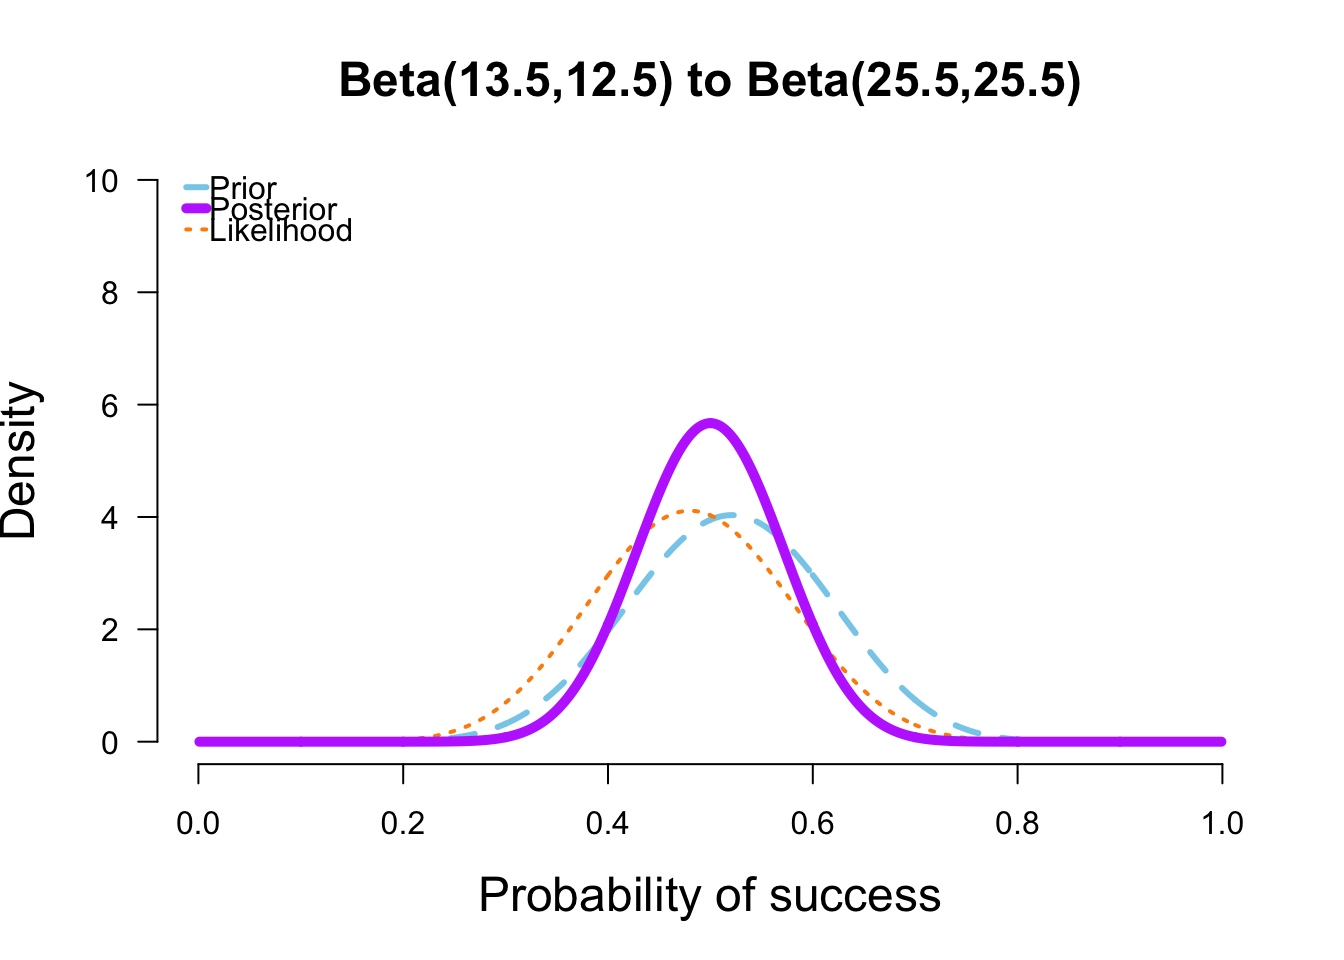 Beta(13.5,12.5) to Beta(25.5,25.5)
10
8
6
4
2
0
Density
Prior
Posterior
Likelihood
0.0 0.2 0.4 0.6 0.8 1.0
Probability of success